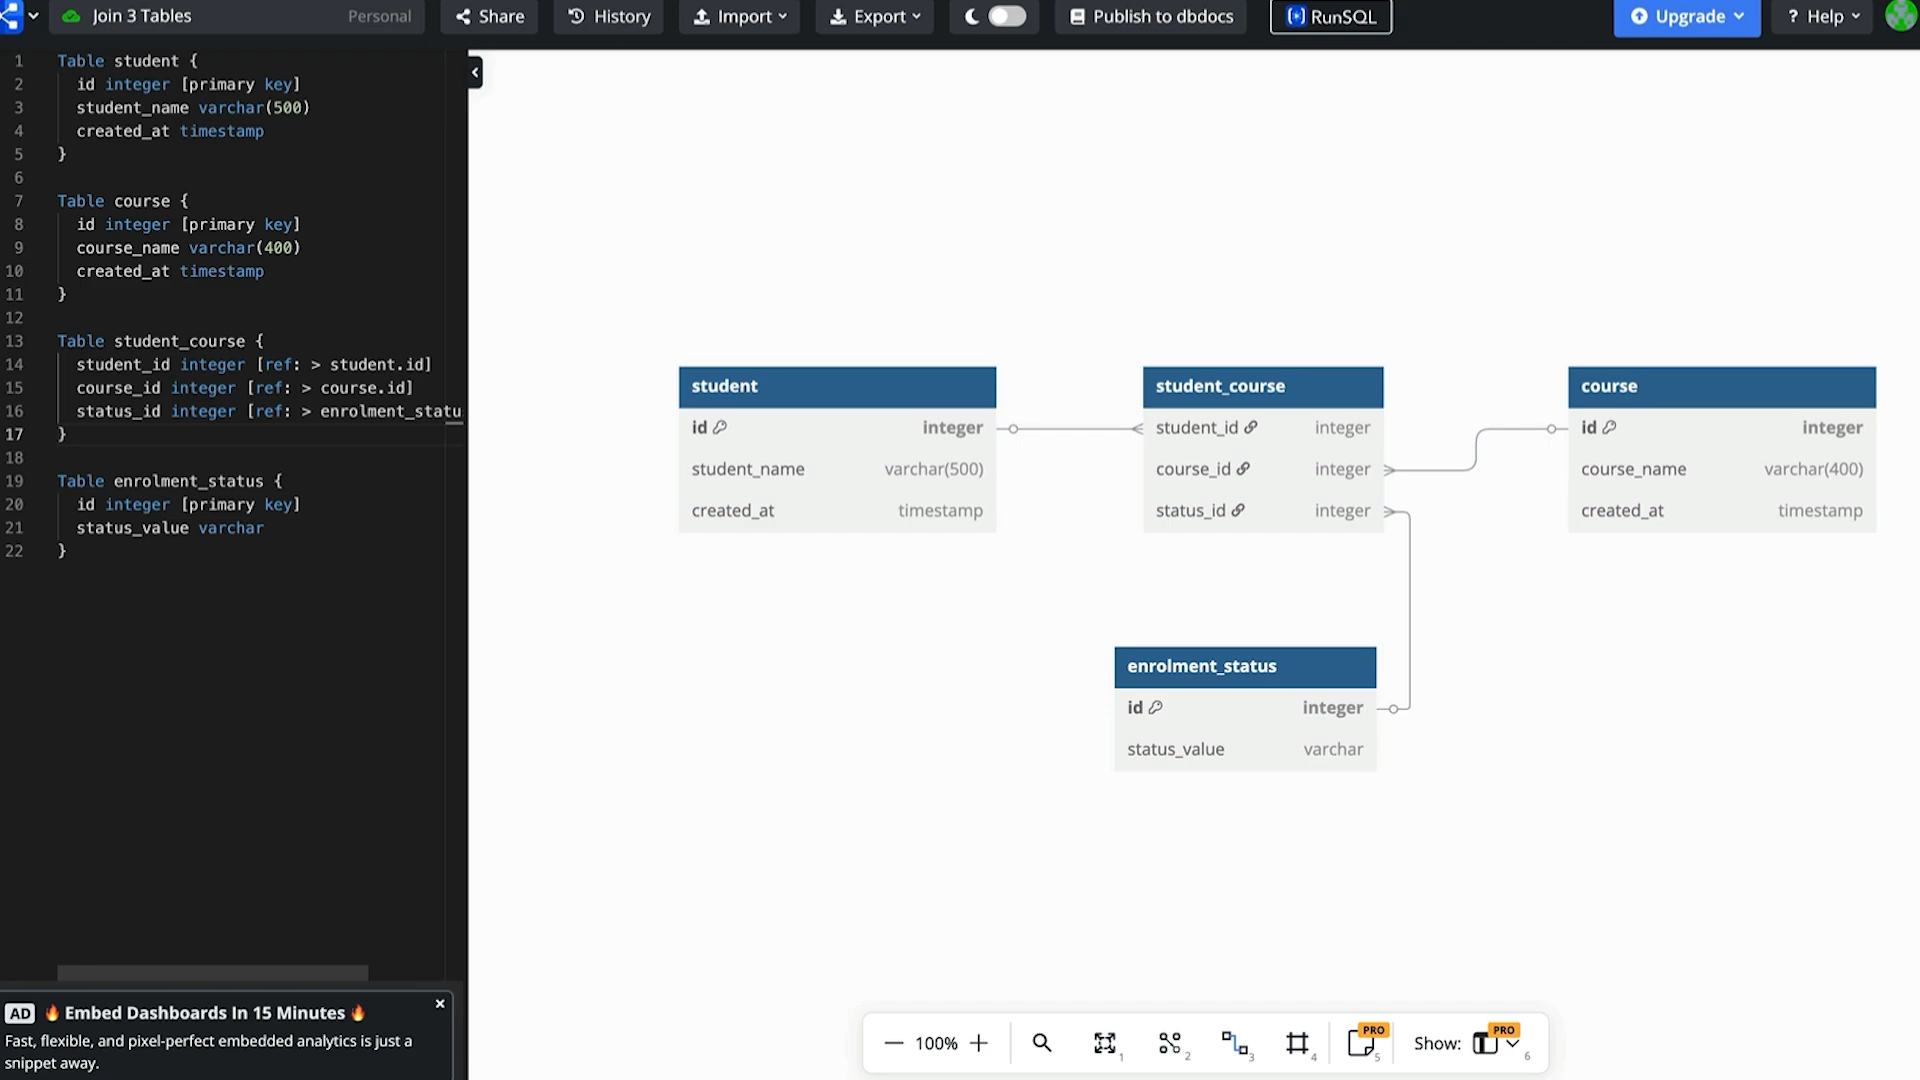 Join 3 Tables Personal Share History Import Export Publish to dbdocs RunSQL Upgrade ? Help
1 Table student {
2 id integer [primary key]
3 student_name varchar(500)
4 created_at timestamp
5 }
6
7 Table course {
8 id integer [primary key]
9 course_name varchar(400)
10 created_at timestamp
11 }
12
13 Table student_course {
14 student_id integer [ref: > student.id]
15 course_id integer [ref: > course.id]
16 status_id integer [ref: > enrolment_statu
17 }
18
19 Table enrolment_status {
20 id integer [primary key]
21 status_value varchar
22 }
student
id integer
student_name varchar(500)
created_at timestamp
student_course
student_id integer
course_id integer
status_id integer
course
id integer
course_name varchar(400)
created_at timestamp
enrolment_status
id integer
status_value varchar
AD 🔥 Embed Dashboards In 15 Minutes 🔥
Fast, flexible, and pixel-perfect embedded analytics is just a
snippet away.
100% 1 2 3 4 PRO 5 Show: PRO 6